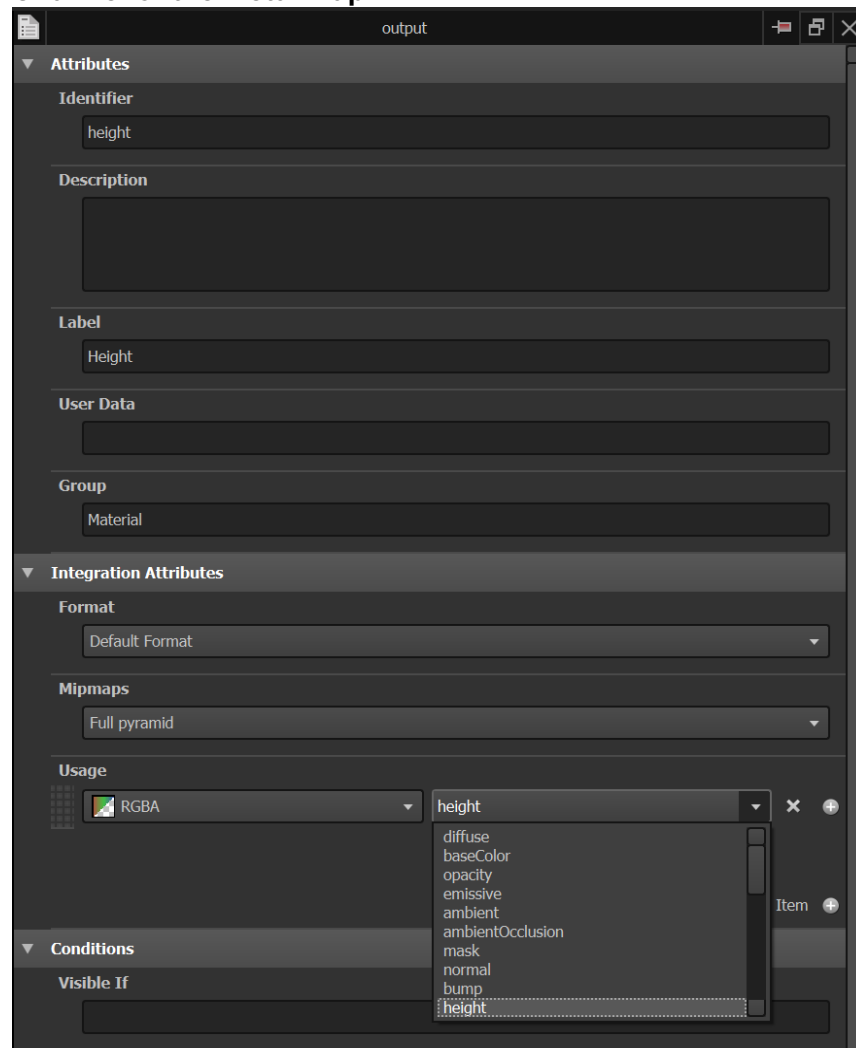 output
Attributes
Identifier
height
Description
Label
Height
User Data
Group
Material
Integration Attributes
Format
Default Format
Mipmaps
Full pyramid
Usage
RGBA height
diffuse
baseColor
opacity
emissive
ambient
ambientOcclusion
mask
normal
bump
height
Item
Conditions
Visible If